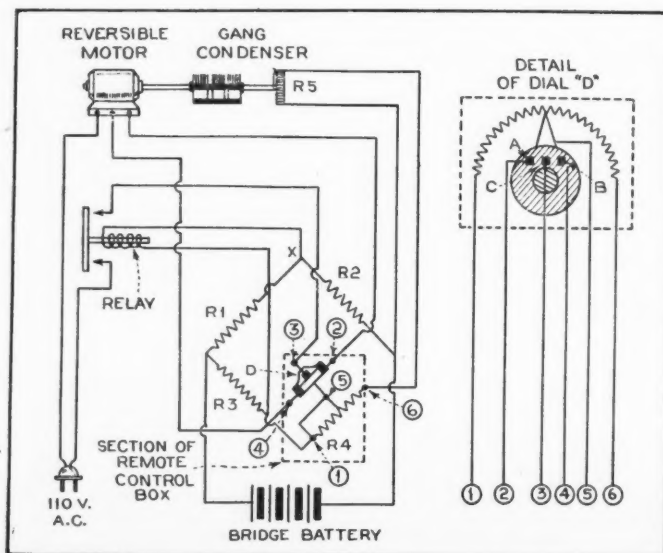 REVERSIBLE
MOTOR
GANG
CONDENSER
R5
DETAIL
OF DIAL "D"
A
C
B
RELAY
X
R2
R1
3
2
D
5
6
R3
4
R4
1
SECTION OF
REMOTE
CONTROL
BOX
110 V.
A.C.
BRIDGE BATTERY
1 2 3 4 5 6